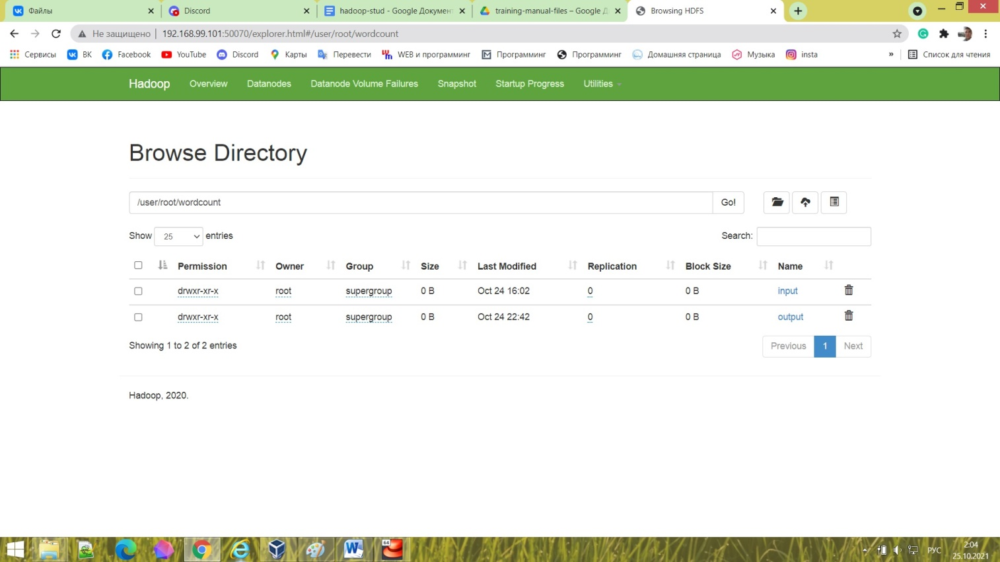 Файлы
Discord
hadoop-stud - Google Документ
training-manual-files – Google Д
Browsing HDFS
Не защищено | 192.168.99.101:50070/explorer.html#/user/root/wordcount
Сервисы ВК Facebook YouTube Discord Карты Перевести WEB и программинг Программинг Программинг Домашняя страница Музыка insta » Список для чтения
Hadoop Overview Datanodes Datanode Volume Failures Snapshot Startup Progress Utilities
Browse Directory
/user/root/wordcount Go!
Show 25 entries Search:
Permission Owner Group Size Last Modified Replication Block Size Name
drwxr-xr-x root supergroup 0 B Oct 24 16:02 0 0 B input
drwxr-xr-x root supergroup 0 B Oct 24 22:42 0 0 B output
Showing 1 to 2 of 2 entries Previous 1 Next
Hadoop, 2020.
64
РУС
2:04
25.10.2021